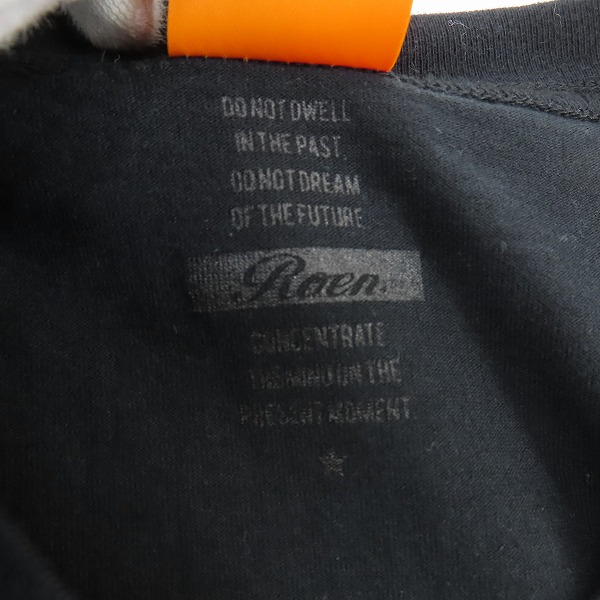 DO NOT DWELL
IN THE PAST,
DO NOT DREAM
OF THE FUTURE
Roen
CONCENTRATE
THE MIND ON THE
PRESENT MOMENT